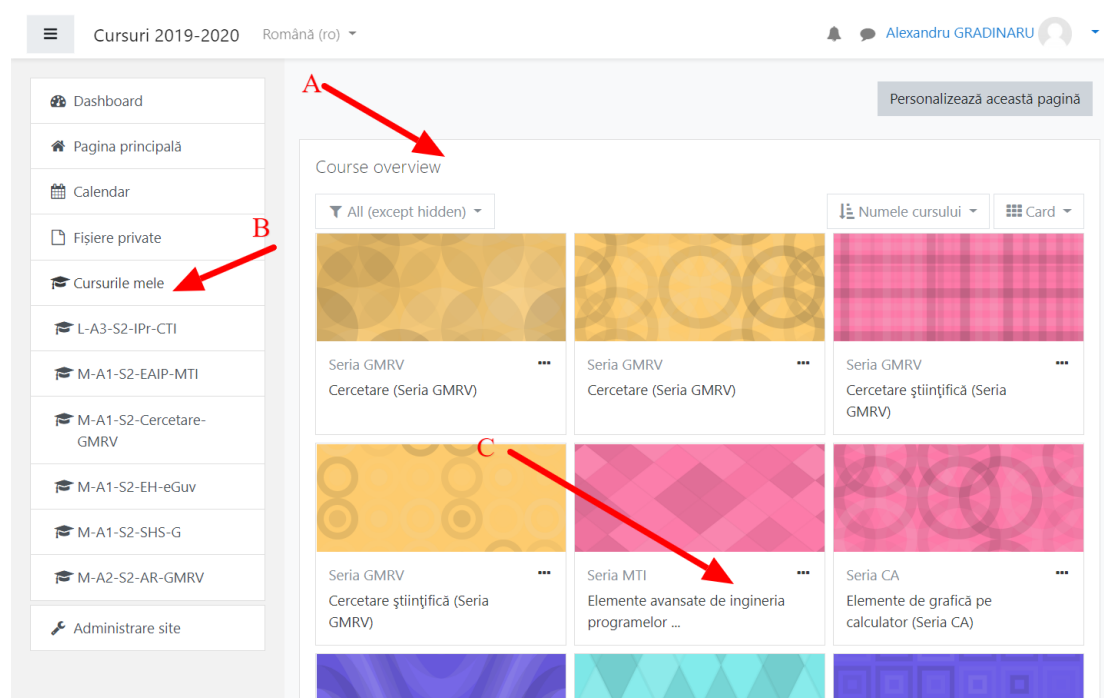 Cursuri 2019-2020 Română (ro) Alexandru GRADINARU
A
Dashboard
Personalizează această pagină
Pagina principală
Course overview
Calendar
All (except hidden) Numele cursului Card
B
Fișiere private
Cursurile mele
L-A3-S2-IPr-CTI
M-A1-S2-EAIP-MTI
M-A1-S2-Cercetare-
GMRV
M-A1-S2-EH-eGuv
M-A1-S2-SHS-G
M-A2-S2-AR-GMRV
Administrare site
Seria GMRV
Cercetare (Seria GMRV)
Seria GMRV
Cercetare (Seria GMRV)
Seria GMRV
Cercetare ştiinţifică (Seria
GMRV)
C
Seria GMRV
Cercetare ştiinţifică (Seria
GMRV)
Seria MTI
Elemente avansate de ingineria
programelor ...
Seria CA
Elemente de grafică pe
calculator (Seria CA)